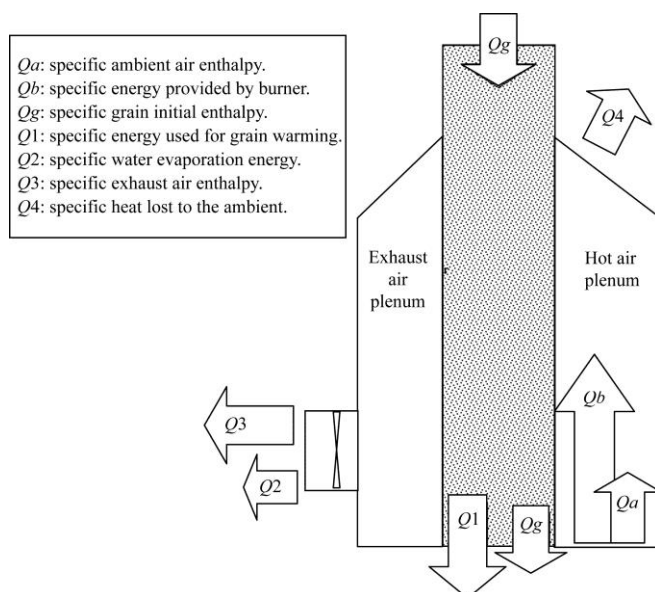 Qa: specific ambient air enthalpy.
Qb: specific energy provided by burner.
Qg: specific grain initial enthalpy.
Q1: specific energy used for grain warming.
Q2: specific water evaporation energy.
Q3: specific exhaust air enthalpy.
Q4: specific heat lost to the ambient.
Qg
Q4
Exhaust
air
plenum
r
Hot air
plenum
Qb
Q3
Q2
Q1
Qg
Qa